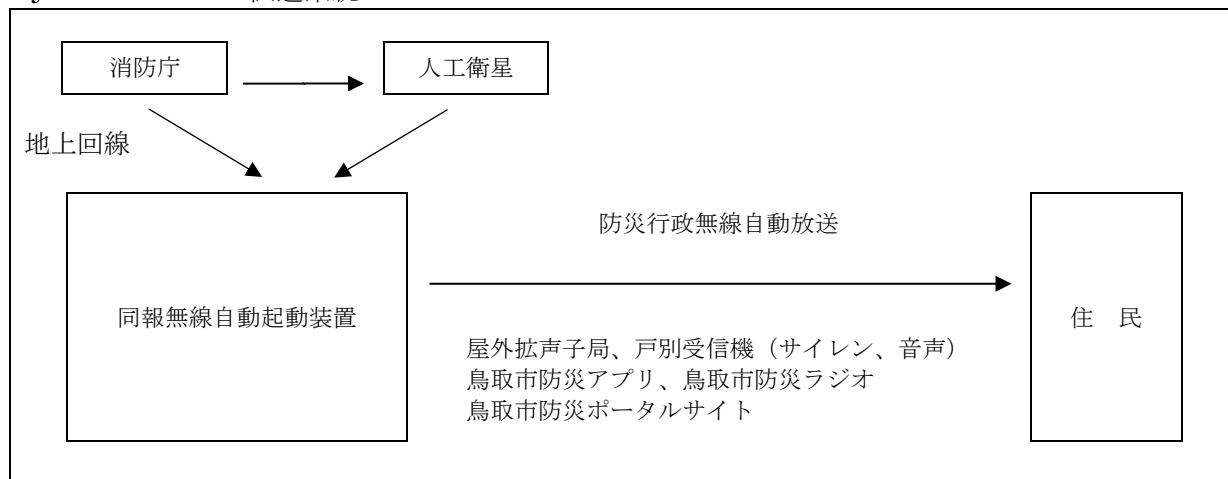 消防庁
人工衛星
地上回線
防災行政無線自動放送
同報無線自動起動装置
住　民
屋外拡声子局、戸別受信機（サイレン、音声）
鳥取市防災アプリ、鳥取市防災ラジオ
鳥取市防災ポータルサイト